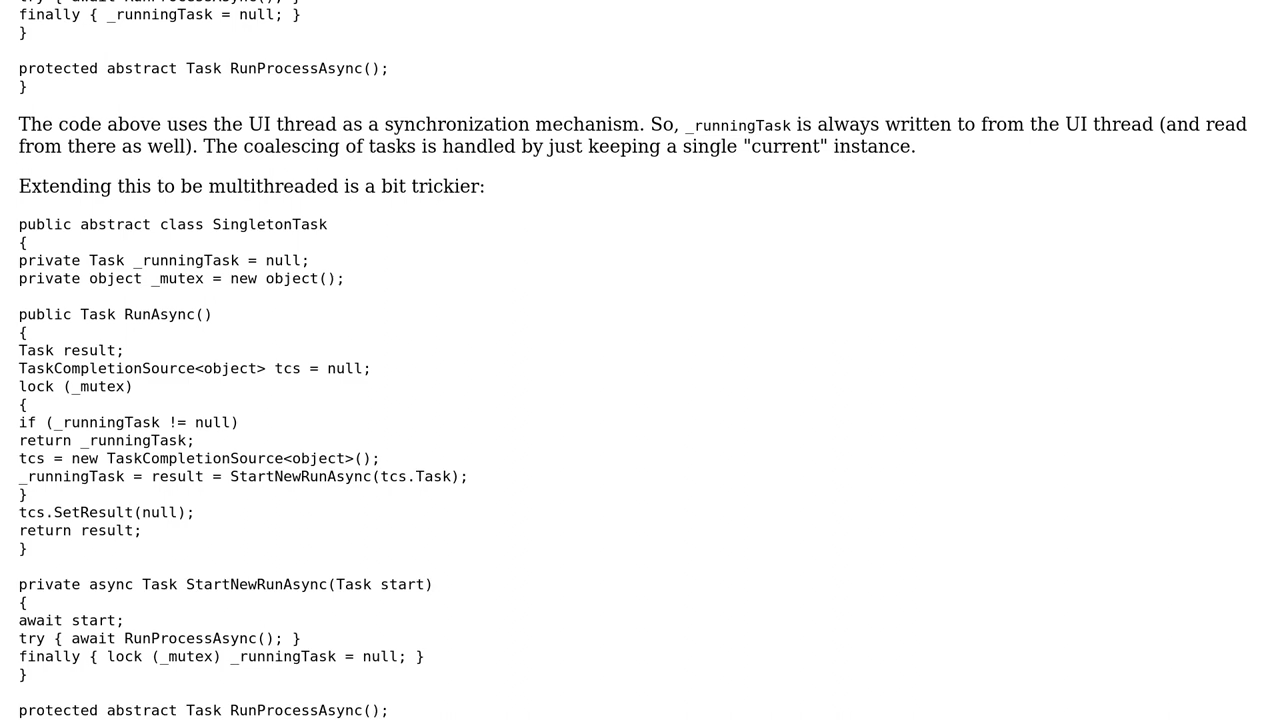 try { await RunProcessAsync(); }
finally { _runningTask = null; }
}
protected abstract Task RunProcessAsync();
}
The code above uses the UI thread as a synchronization mechanism. So, _runningTask is always written to from the UI thread (and read
from there as well). The coalescing of tasks is handled by just keeping a single "current" instance.
Extending this to be multithreaded is a bit trickier:
public abstract class SingletonTask
{
private Task _runningTask = null;
private object _mutex = new object();
public Task RunAsync()
{
Task result;
TaskCompletionSource<object> tcs = null;
lock (_mutex)
{
if (_runningTask != null)
return _runningTask;
tcs = new TaskCompletionSource<object>();
_runningTask = result = StartNewRunAsync(tcs.Task);
}
tcs.SetResult(null);
return result;
}
private async Task StartNewRunAsync(Task start)
{
await start;
try { await RunProcessAsync(); }
finally { lock (_mutex) _runningTask = null; }
}
protected abstract Task RunProcessAsync();